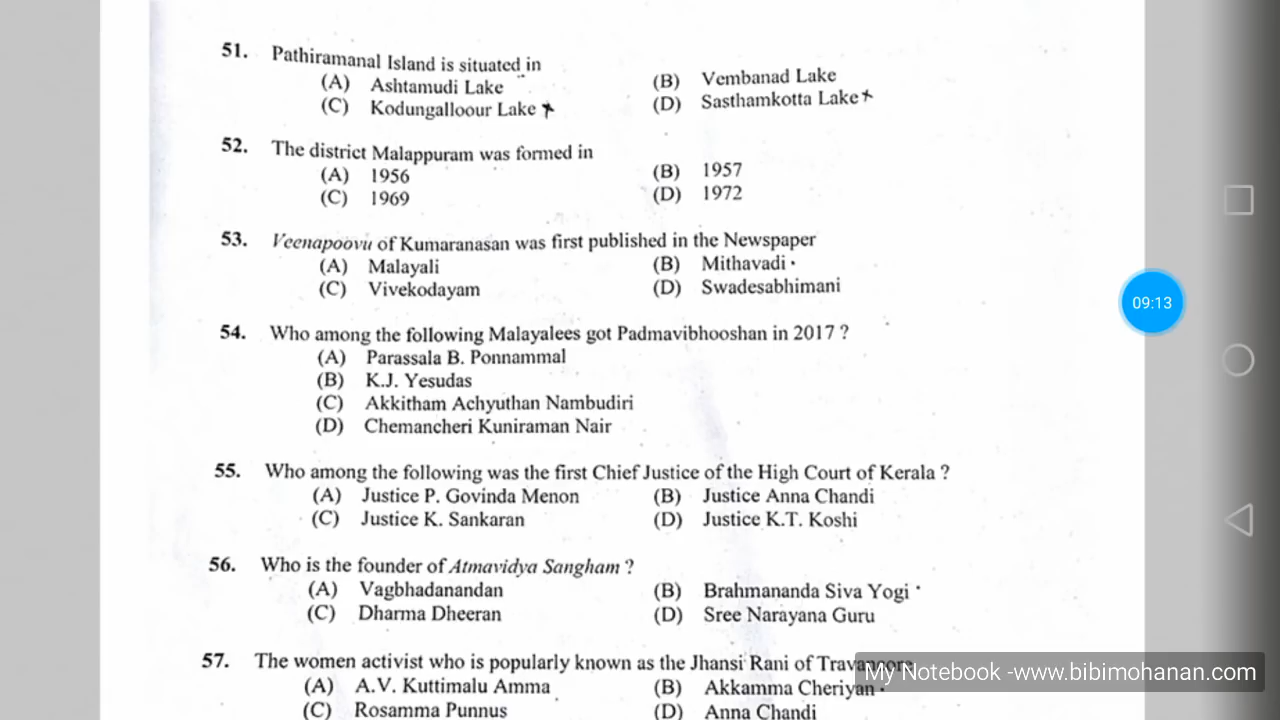 51. Pathiramanal Island is situated in
(A) Ashtamudi Lake (B) Vembanad Lake
(C) Kodungalloour Lake (D) Sasthamkotta Lake
52. The district Malappuram was formed in
(A) 1956 (B) 1957
(C) 1969 (D) 1972
53. Veenapoovu of Kumaranasan was first published in the Newspaper
(A) Malayali (B) Mithavadi
(C) Vivekodayam (D) Swadesabhimani
54. Who among the following Malayalees got Padmavibhooshan in 2017 ?
(A) Parassala B. Ponnammal
(B) K.J. Yesudas
(C) Akkitham Achyuthan Nambudiri
(D) Chemancheri Kuniraman Nair
55. Who among the following was the first Chief Justice of the High Court of Kerala ?
(A) Justice P. Govinda Menon (B) Justice Anna Chandi
(C) Justice K. Sankaran (D) Justice K.T. Koshi
56. Who is the founder of Atmavidya Sangham ?
(A) Vagbhadanandan (B) Brahmananda Siva Yogi
(C) Dharma Dheeran (D) Sree Narayana Guru
57. The women activist who is popularly known as the Jhansi Rani of Travancore
(A) A.V. Kuttimalu Amma (B) Akkamma Cheriyan
(C) Rosamma Punnus (D) Anna Chandi
09:13
My Notebook -www.bibimohanan.com